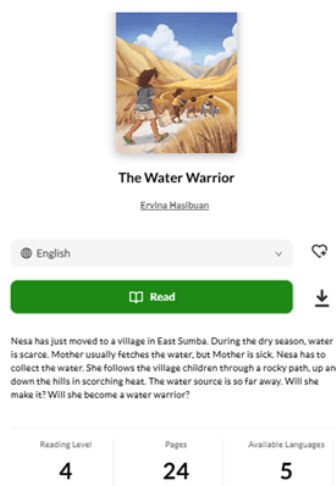 The Water Warrior
Ervina Hasibuan
English
Read
Nesa has just moved to a village in East Sumba. During the dry season, water
is scarce. Mother usually fetches the water, but Mother is sick. Nesa has to
collect the water. She follows the village children through a rocky path, up and
down the hills in scorching heat. The water source is so far away. Will she
make it? Will she become a water warrior?
Reading Level
Pages
Available Languages
4
24
5